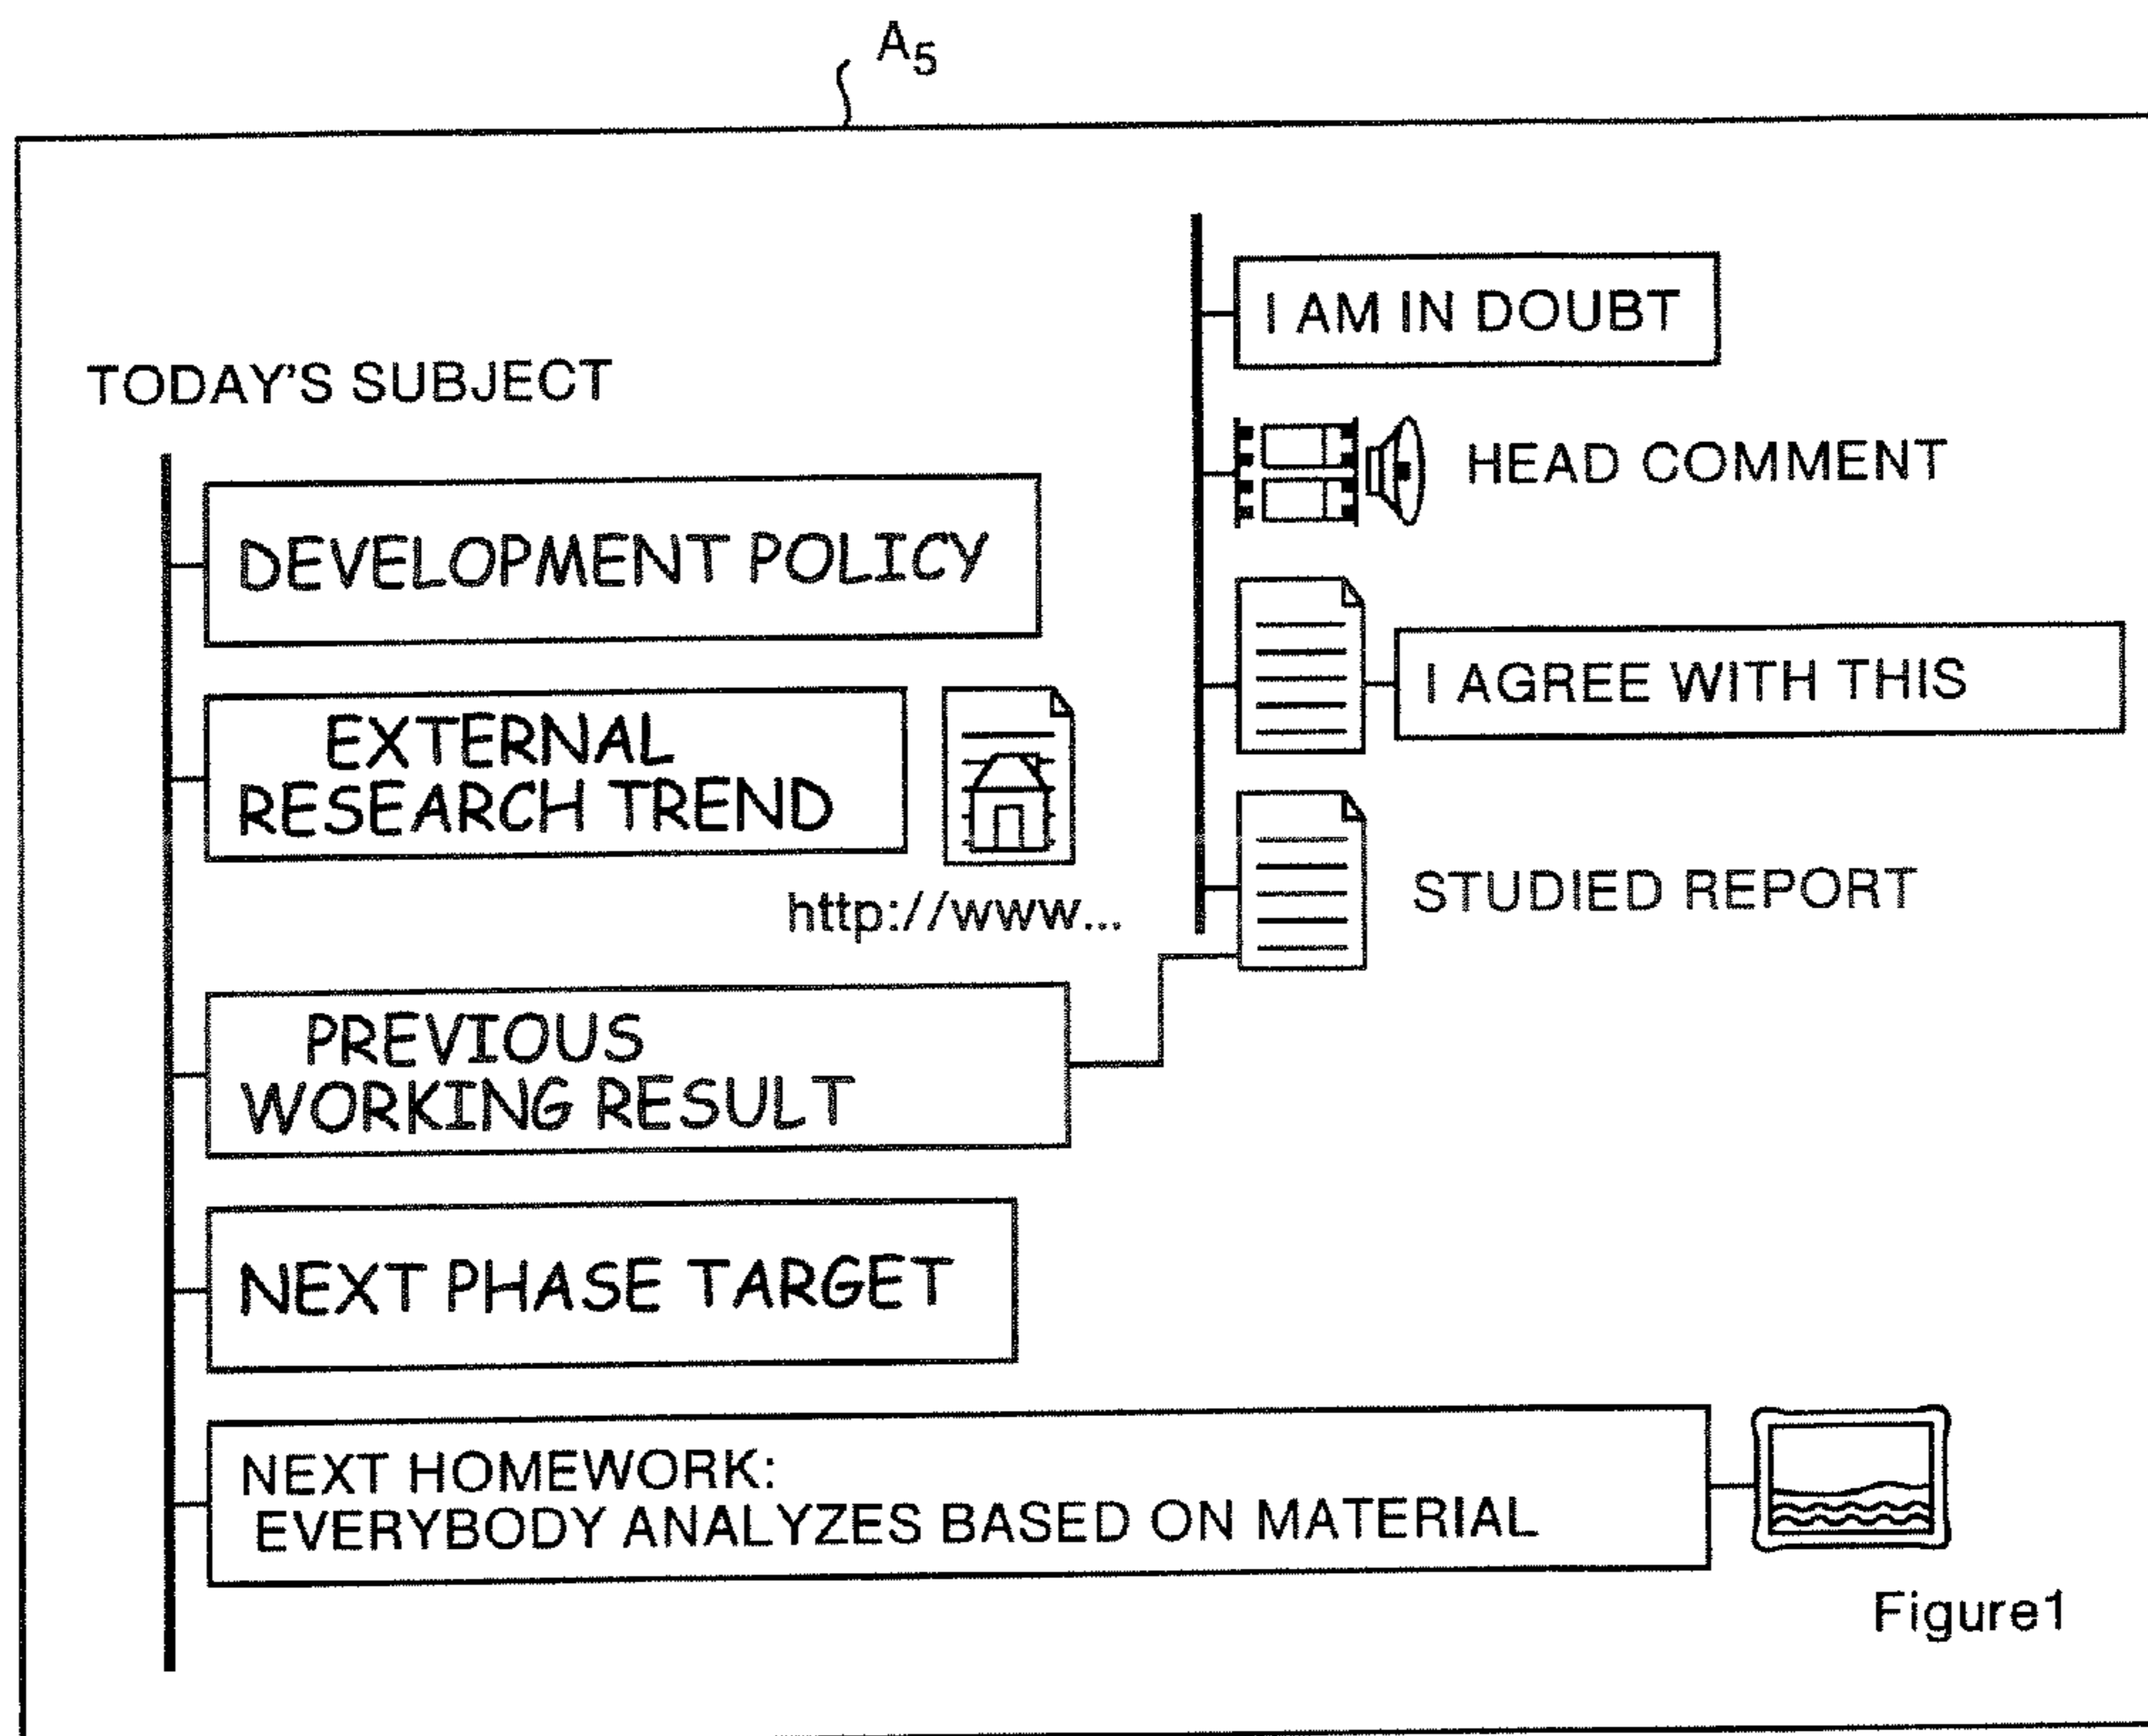 A5
TODAY'S SUBJECT
DEVELOPMENT POLICY
EXTERNAL
RESEARCH TREND
http://www...
PREVIOUS
WORKING RESULT
NEXT PHASE TARGET
NEXT HOMEWORK:
EVERYBODY ANALYZES BASED ON MATERIAL
Figure1
I AM IN DOUBT
HEAD COMMENT
I AGREE WITH THIS
STUDIED REPORT